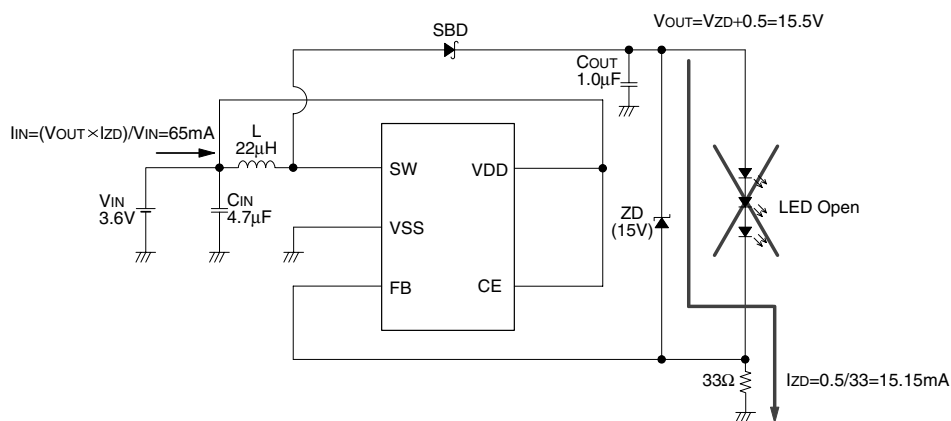 VOUT=VZD+0.5=15.5V
SBD
COUT
1.0µF
IIN=(VOUT×IZD)/VIN=65mA
L
22µH
SW
VDD
VIN
3.6V
CIN
4.7µF
VSS
ZD
(15V)
LED Open
FB
CE
33Ω
IZD=0.5/33=15.15mA